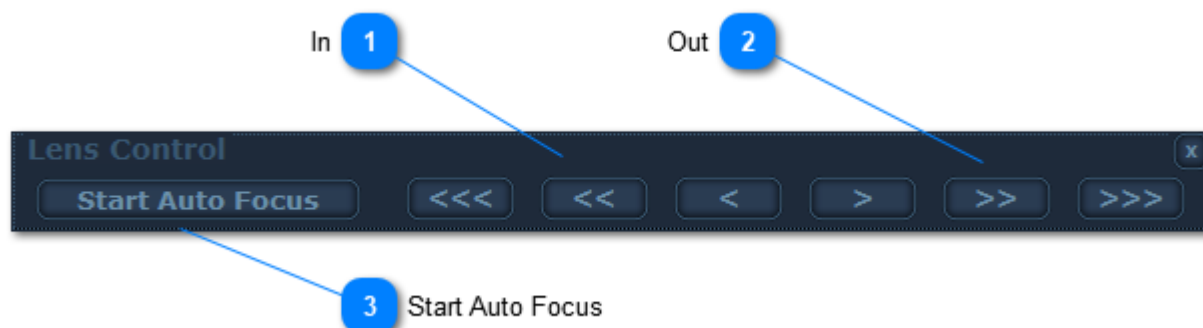 In 1 Out 2
Lens Control x
Start Auto Focus <<< << < > >> >>>
3 Start Auto Focus